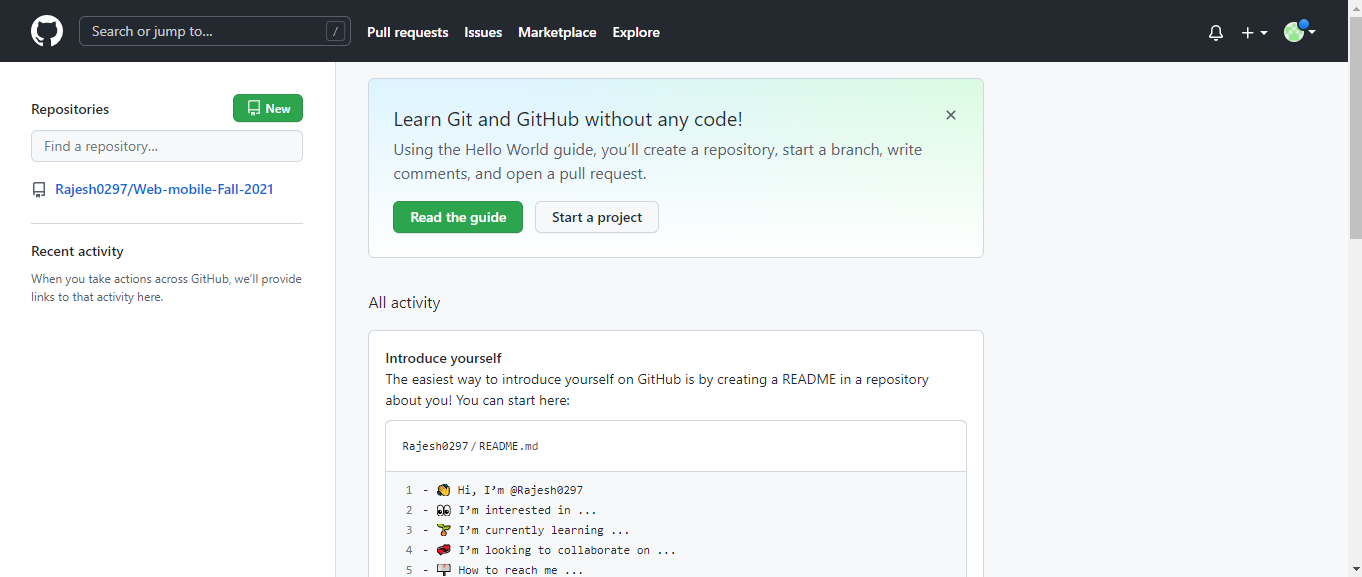 Search or jump to... /
Pull requests
Issues
Marketplace
Explore
Repositories
New
Find a repository...
Rajesh0297/Web-mobile-Fall-2021
Recent activity
When you take actions across GitHub, we’ll provide
links to that activity here.
Learn Git and GitHub without any code!
Using the Hello World guide, you’ll create a repository, start a branch, write
comments, and open a pull request.
Read the guide
Start a project
All activity
Introduce yourself
The easiest way to introduce yourself on GitHub is by creating a README in a repository
about you! You can start here:
Rajesh0297/README.md
1 - 👋 Hi, I’m @Rajesh0297
2 - 👀 I’m interested in ...
3 - 🌱 I’m currently learning ...
4 - 💞️ I’m looking to collaborate on ...
5 - 📫 How to reach me ...